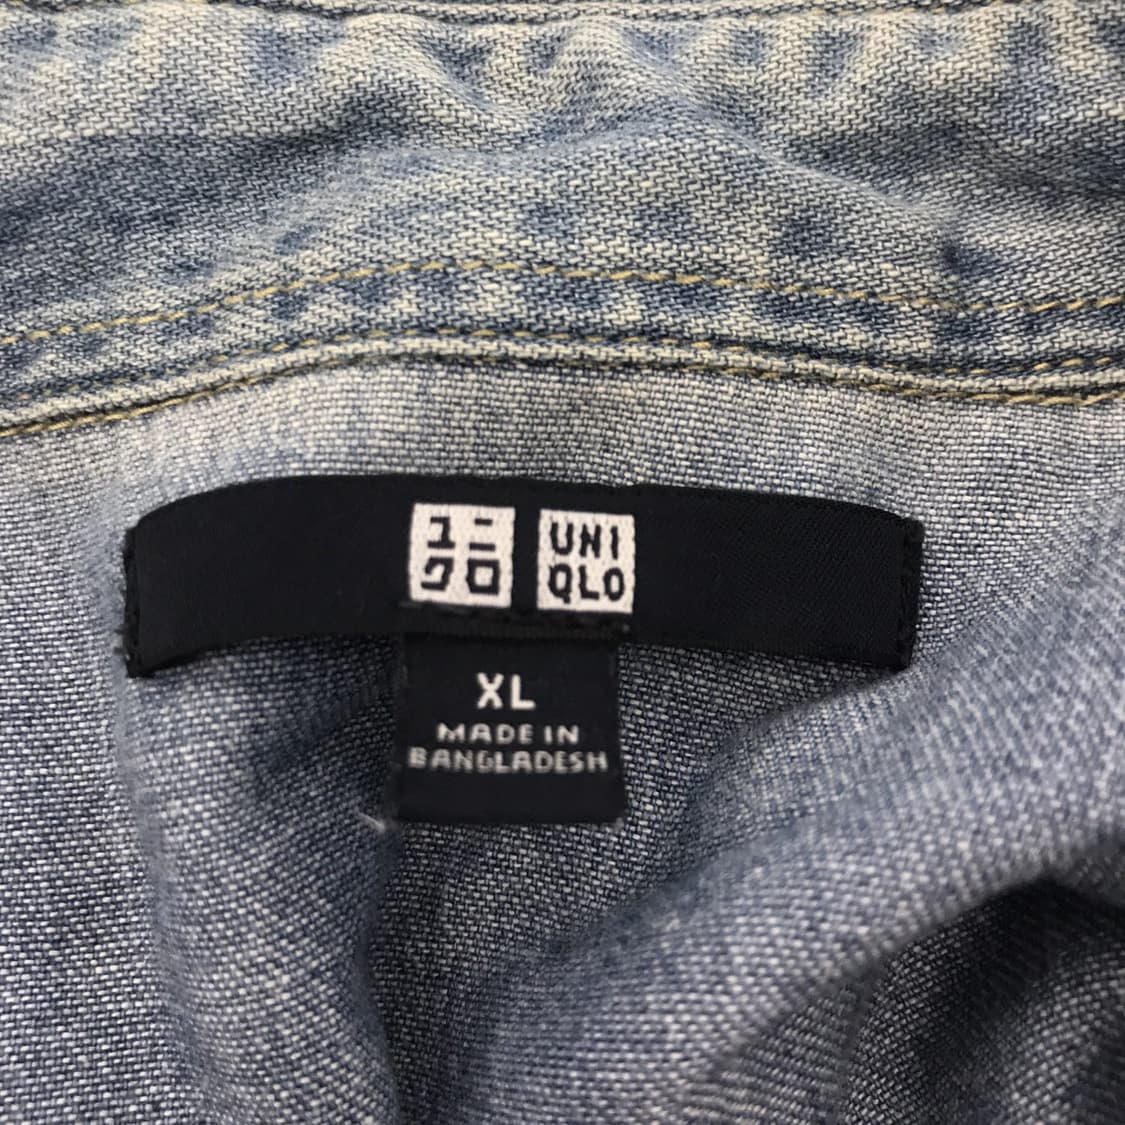 ユニ
クロ
UNI
QLO
XL
MADE IN
BANGLADESH